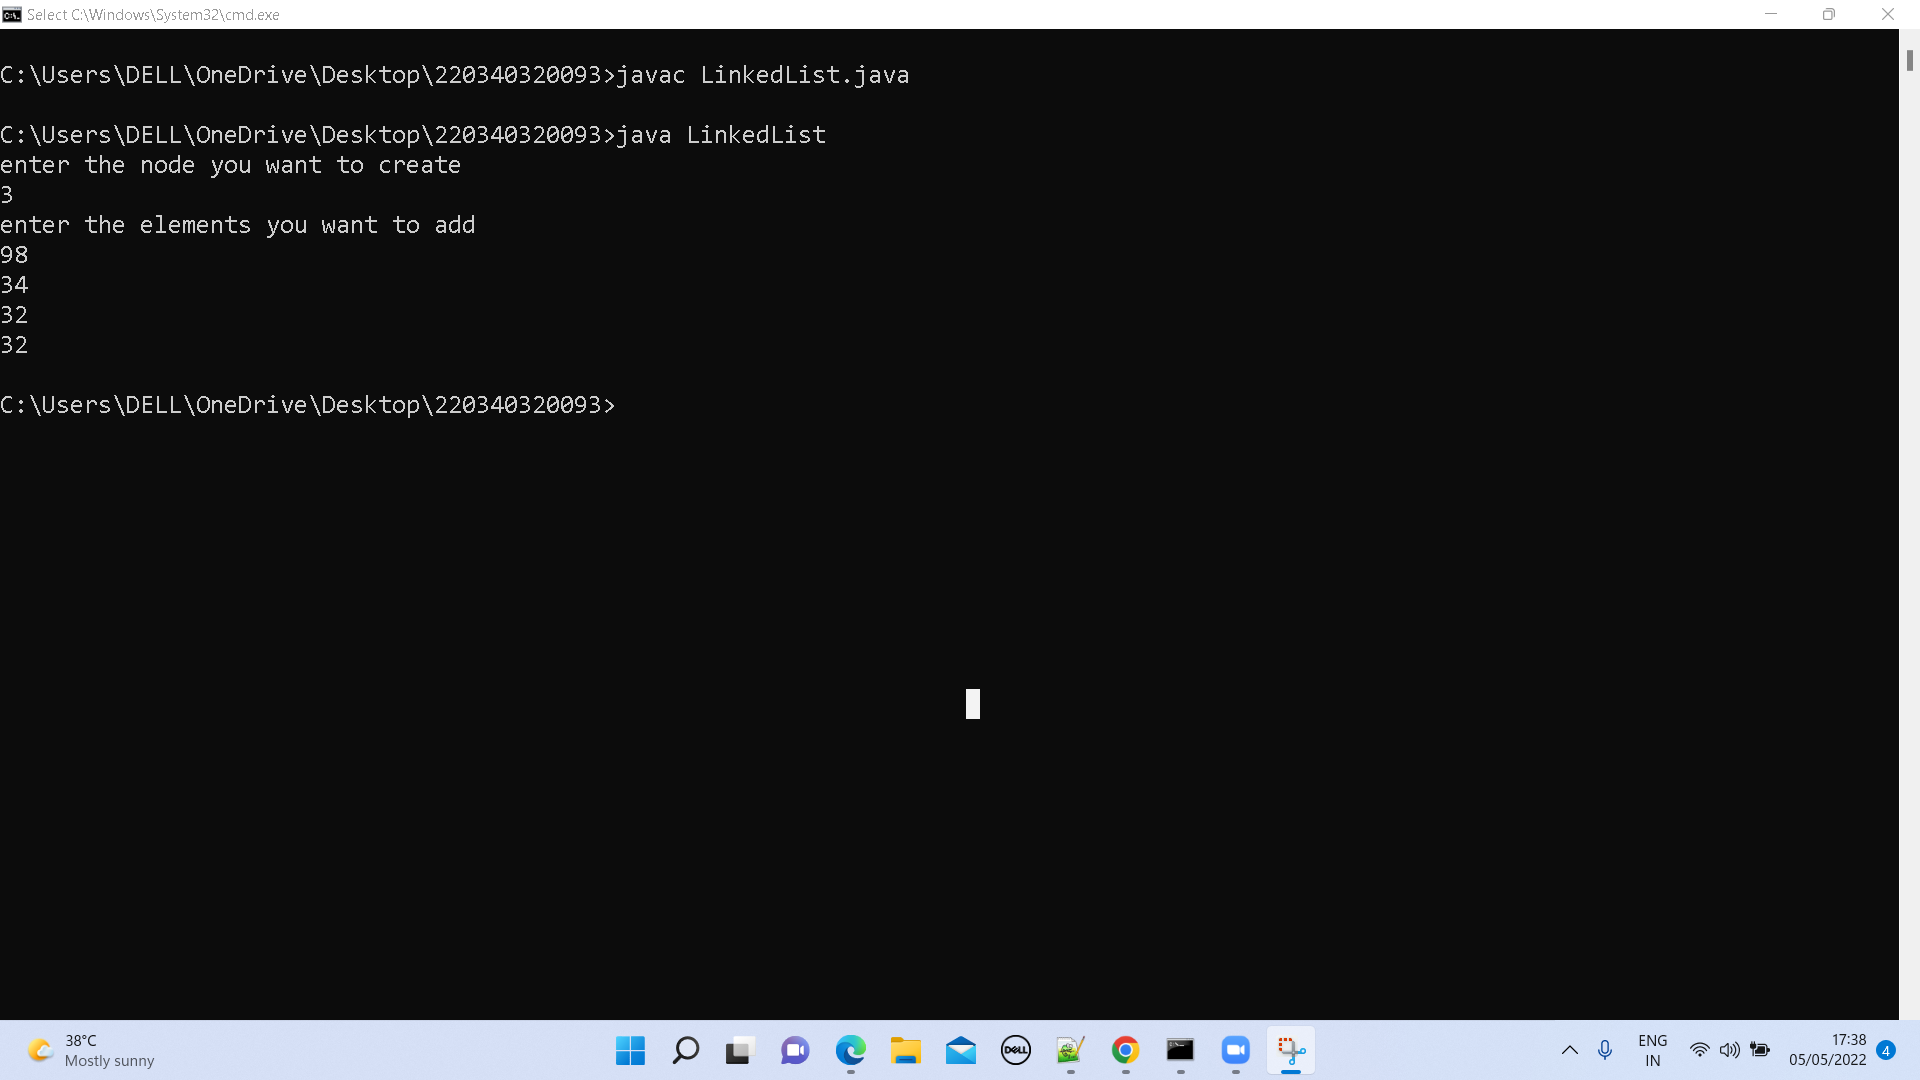 Select C:\Windows\System32\cmd.exe
C:\Users\DELL\OneDrive\Desktop\220340320093>javac LinkedList.java
C:\Users\DELL\OneDrive\Desktop\220340320093>java LinkedList
enter the node you want to create
3
enter the elements you want to add
98
34
32
32
C:\Users\DELL\OneDrive\Desktop\220340320093>
38°C
Mostly sunny
DELL
ENG
IN
17:38
05/05/2022
4